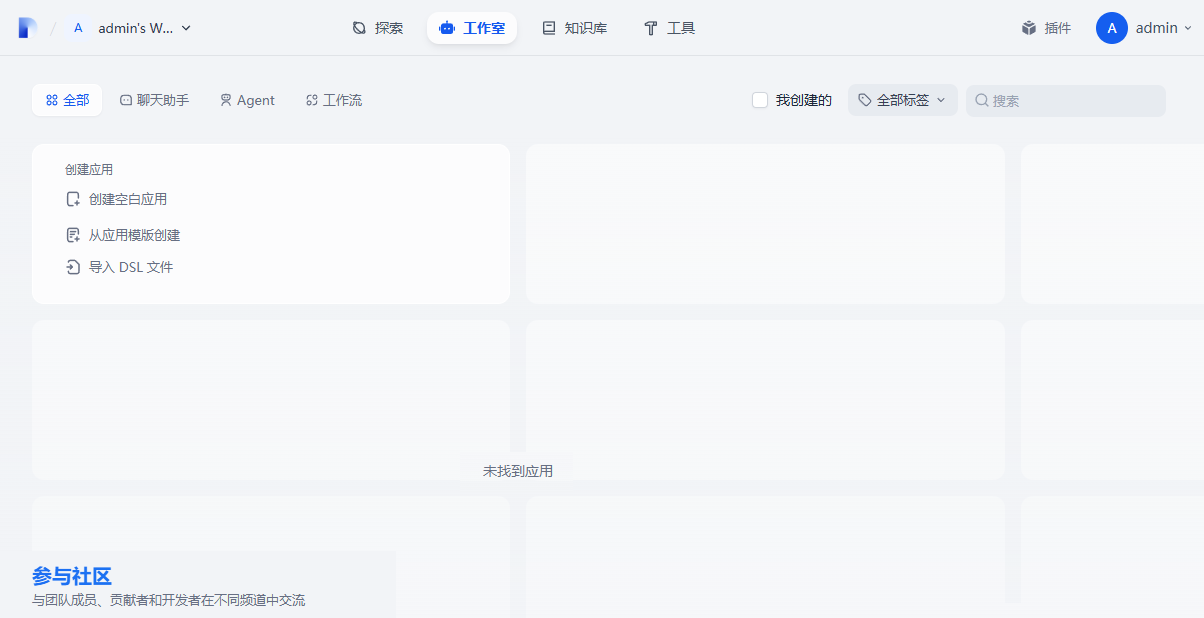 A admin's W... 探索 工作室 知识库 工具 插件 A admin
全部 聊天助手 Agent 工作流 我创建的 全部标签 搜索
创建应用
创建空白应用
从应用模版创建
导入 DSL 文件
未找到应用
参与社区
与团队成员、贡献者和开发者在不同频道中交流